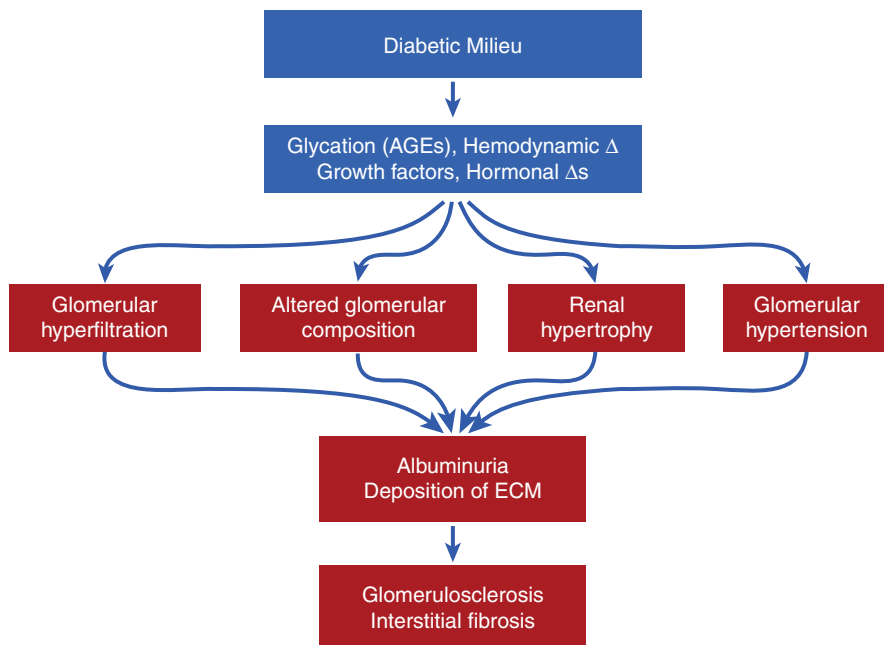 Diabetic Milieu
Glycation (AGEs), Hemodynamic Δ
Growth factors, Hormonal Δs
Glomerular
hyperfiltration
Altered glomerular
composition
Renal
hypertrophy
Glomerular
hypertension
Albuminuria
Deposition of ECM
Glomerulosclerosis
Interstitial fibrosis